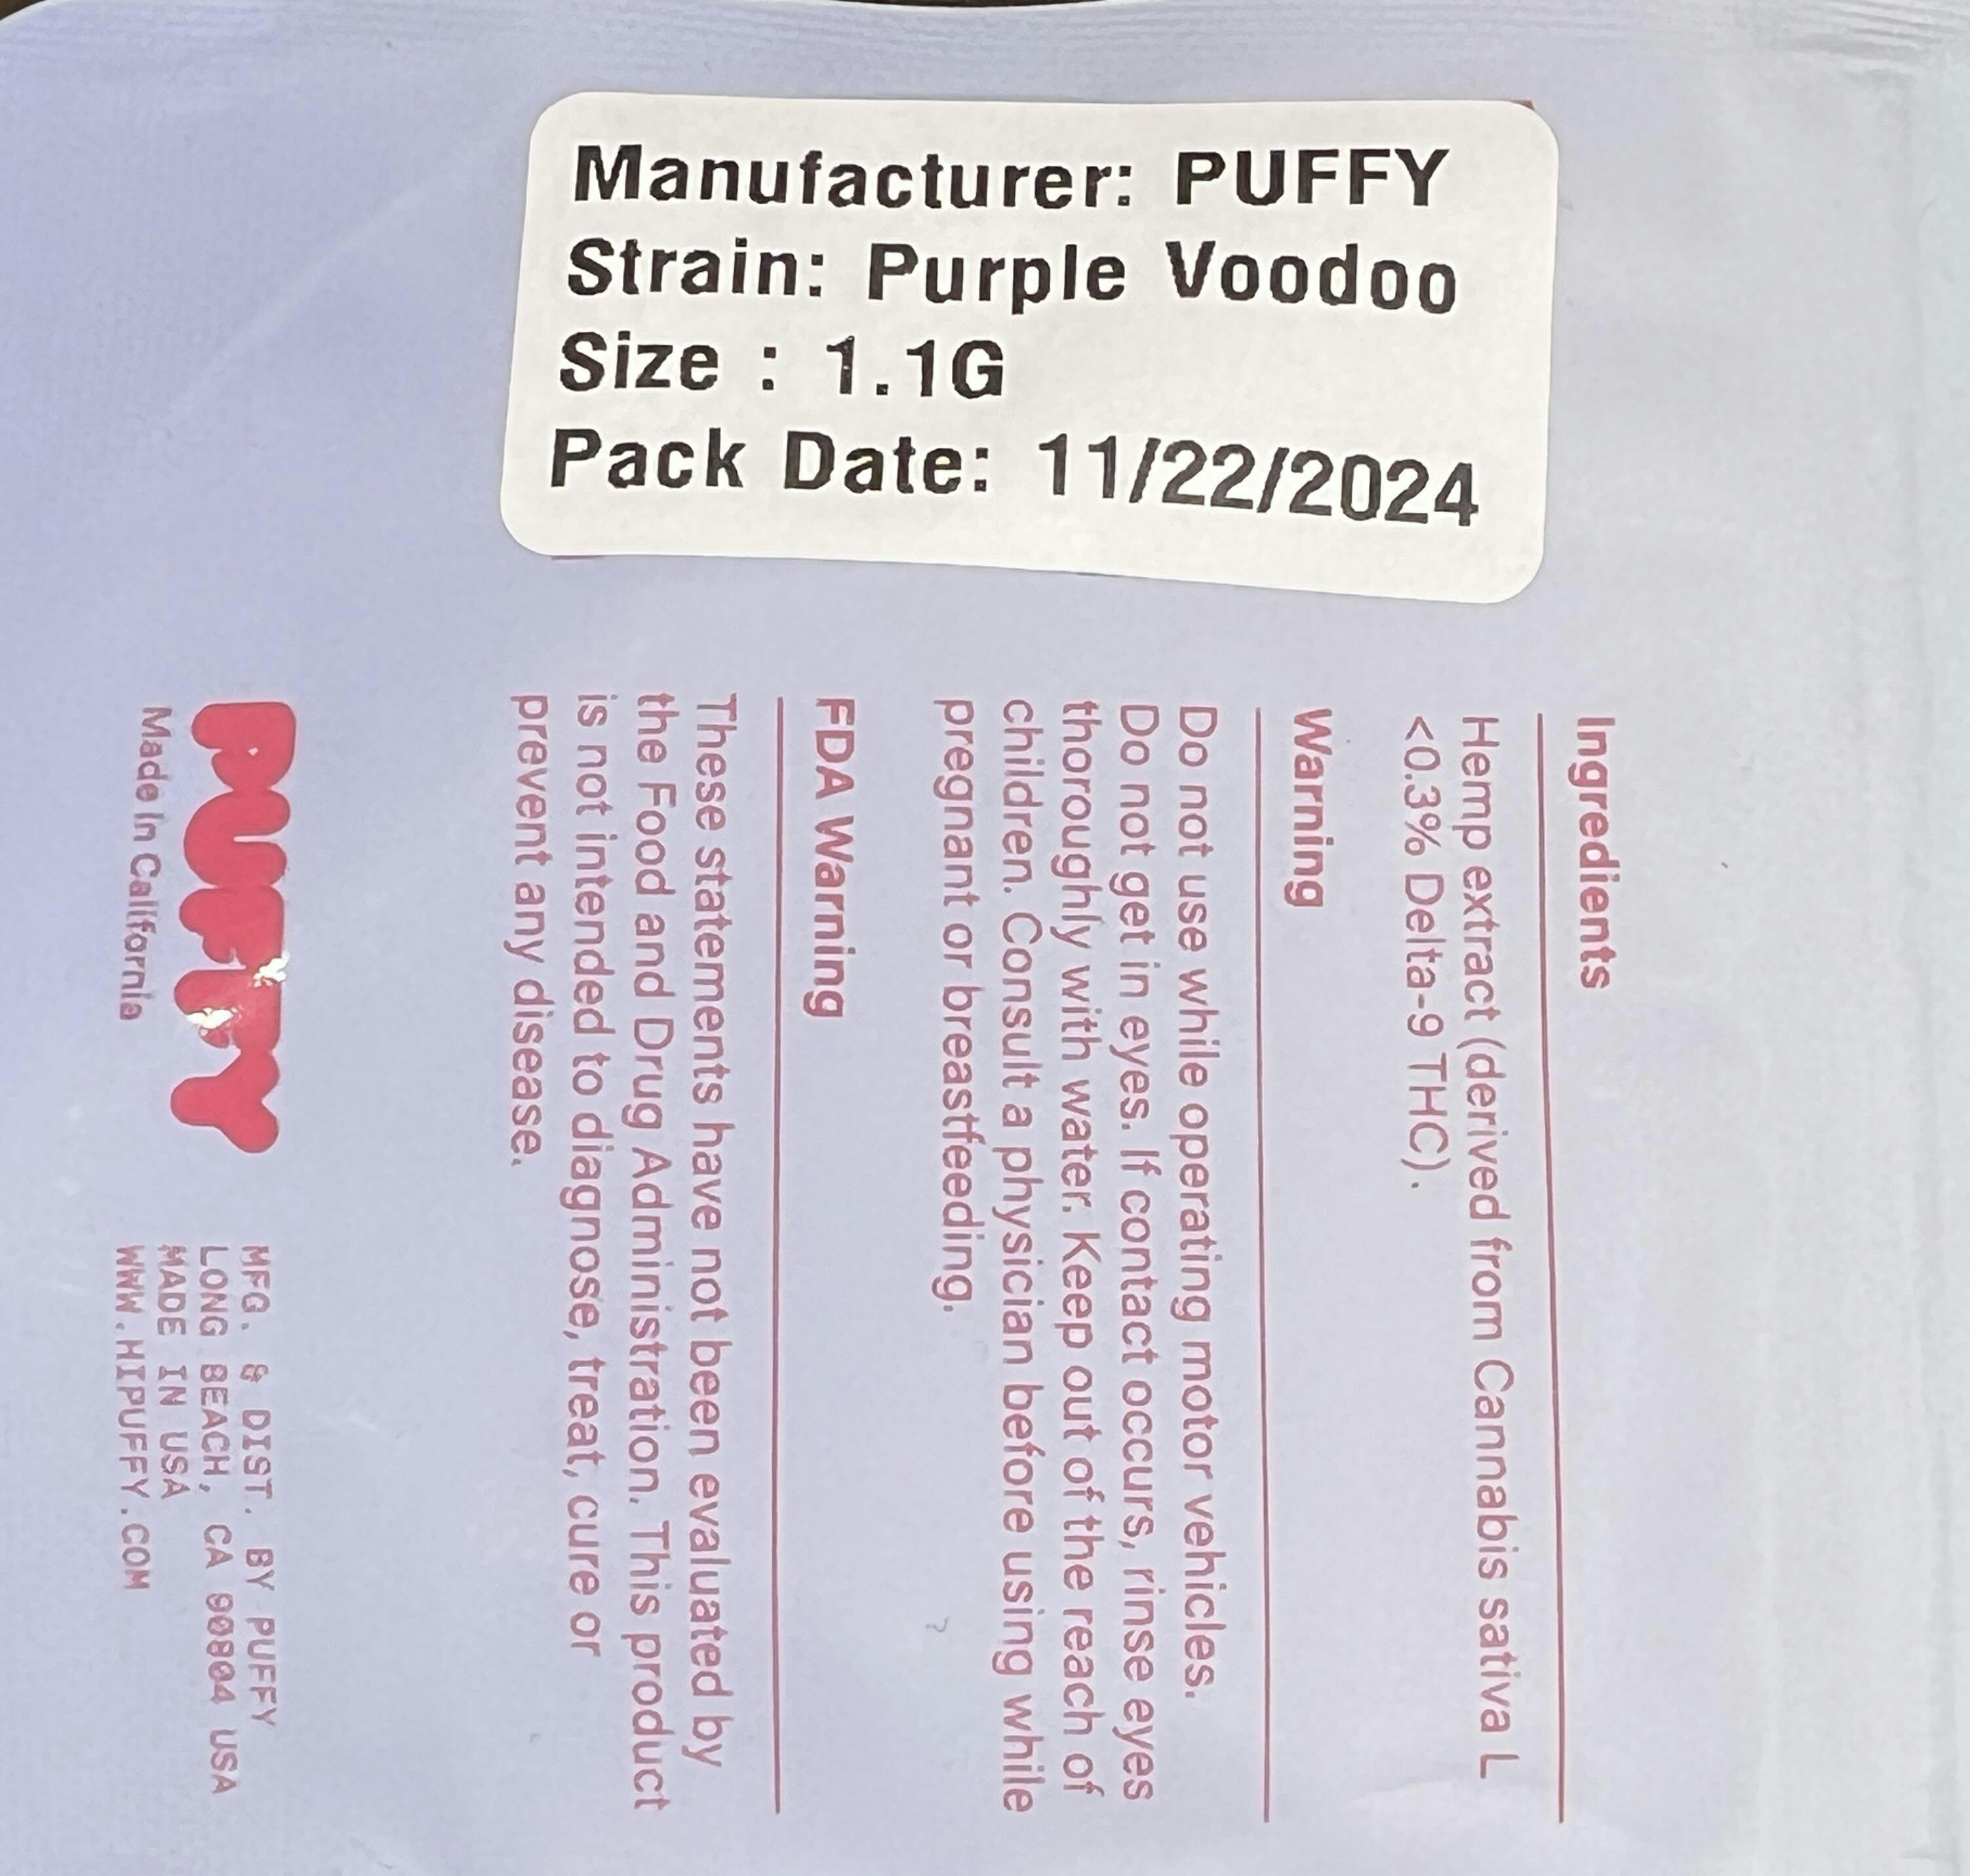 Manufacturer: PUFFY
Strain: Purple Voodoo
Size : 1.1G
Pack Date: 11/22/2024
Ingredients
Hemp extract (derived from Cannabis sativa L
<0.3% Delta-9 THC).
Warning
Do not use while operating motor vehicles.
Do not get in eyes. If contact occurs, rinse eyes
thoroughly with water. Keep out of the reach of
children. Consult a physician before using while
pregnant or breastfeeding.
FDA Warning
These statements have not been evaluated by
the Food and Drug Administration. This product
is not intended to diagnose, treat, cure or
prevent any disease.
PUFFY
Made In California
MFG. & DIST. BY PUFFY
LONG BEACH, CA 90804 USA
MADE IN USA
WWW.HIPUFFY.COM